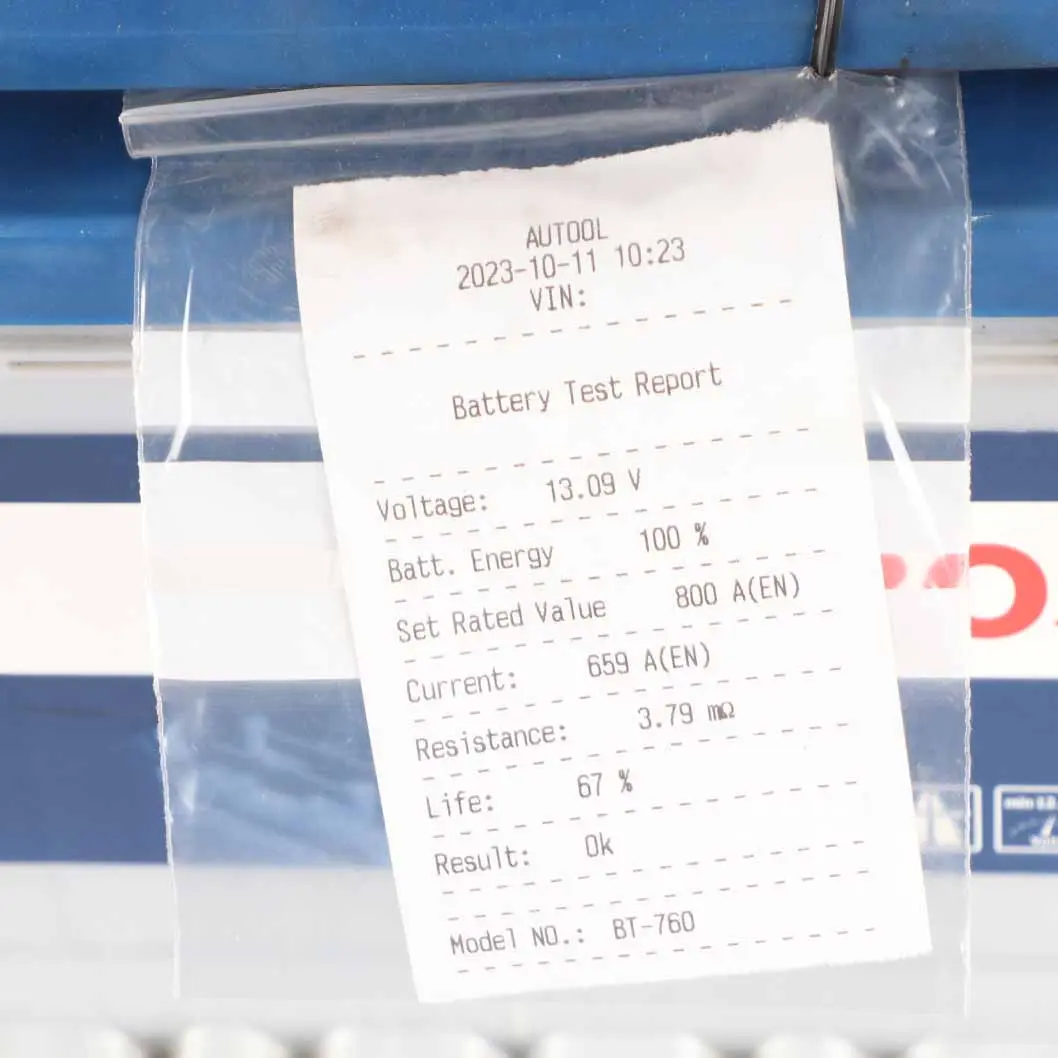 AUTOOL
2023-10-11 10:23
VIN:
Battery Test Report
Voltage: 13.09 V
Batt. Energy 100 %
Set Rated Value 800 A(EN)
Current: 659 A(EN)
Resistance: 3.79 mΩ
Life: 67 %
Result: Ok
Model NO.: BT-760